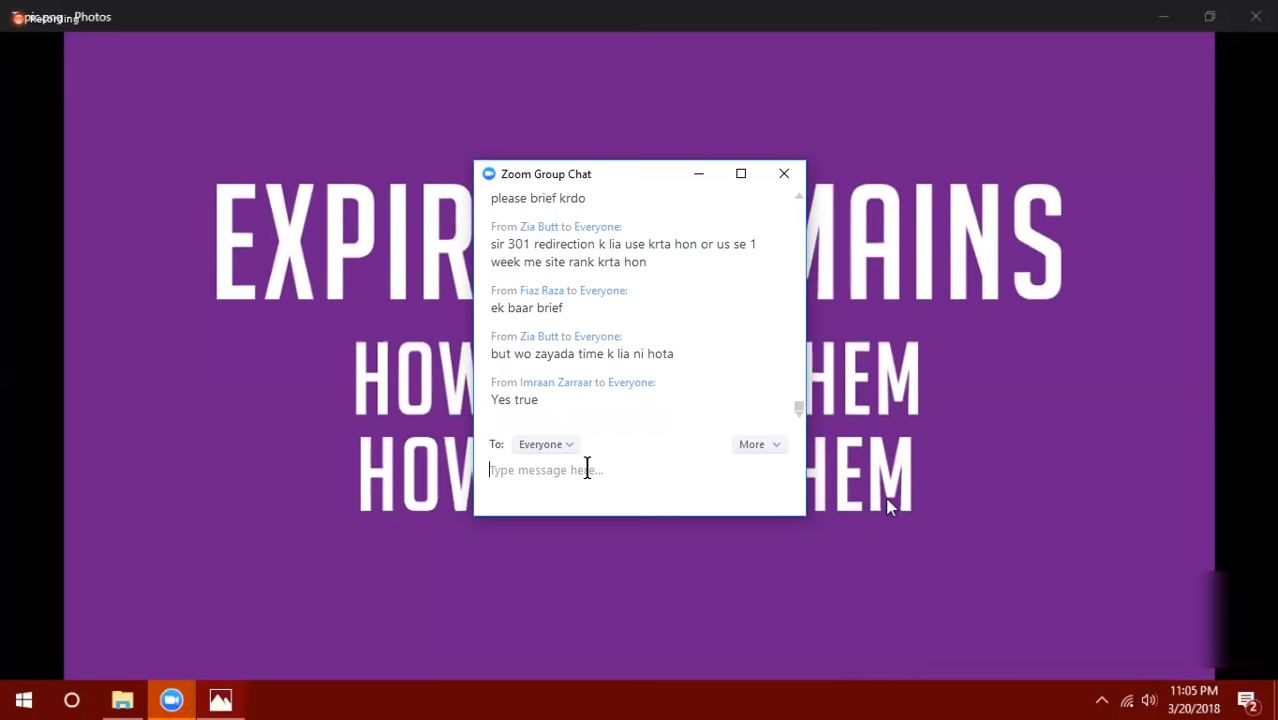 Recording
Photos
Zoom Group Chat
please brief krdo
From Zia Butt to Everyone:
sir 301 redirection k lia use krta hon or us se 1
week me site rank krta hon
From Fiaz Raza to Everyone:
ek baar brief
From Zia Butt to Everyone:
but wo zayada time k lia ni hota
From Imraan Zarraar to Everyone:
Yes true
To: Everyone More
Type message here...
EXPIR MAINS
HOW HEM
HOW HEM
11:05 PM
3/20/2018
2